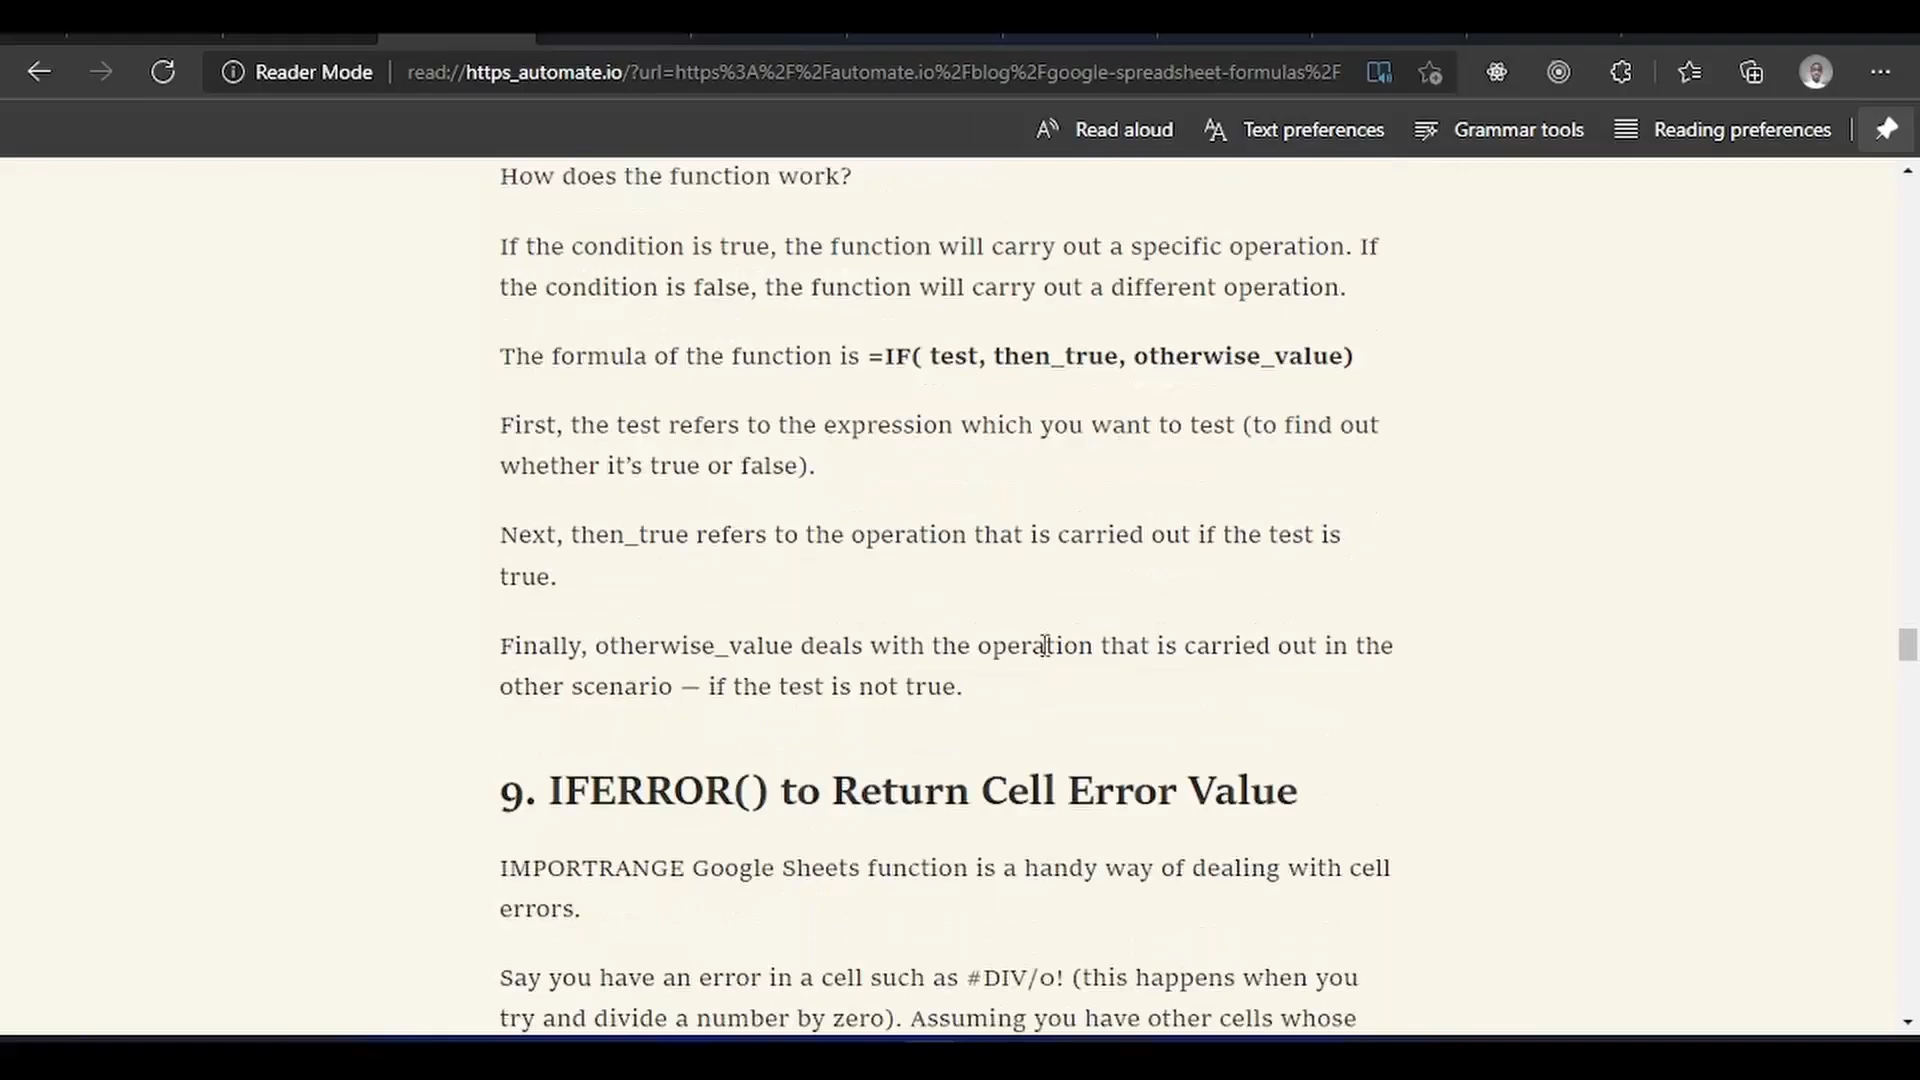 Reader Mode read://https_automate.io/?url=https%3A%2F%2Fautomate.io%2Fblog%2Fgoogle-spreadsheet-formulas%2F
Read aloud Text preferences Grammar tools Reading preferences
How does the function work?
If the condition is true, the function will carry out a specific operation. If
the condition is false, the function will carry out a different operation.
The formula of the function is =IF( test, then_true, otherwise_value)
First, the test refers to the expression which you want to test (to find out
whether it’s true or false).
Next, then_true refers to the operation that is carried out if the test is
true.
Finally, otherwise_value deals with the operation that is carried out in the
other scenario — if the test is not true.
9. IFERROR() to Return Cell Error Value
IMPORTRANGE Google Sheets function is a handy way of dealing with cell
errors.
Say you have an error in a cell such as #DIV/0! (this happens when you
try and divide a number by zero). Assuming you have other cells whose